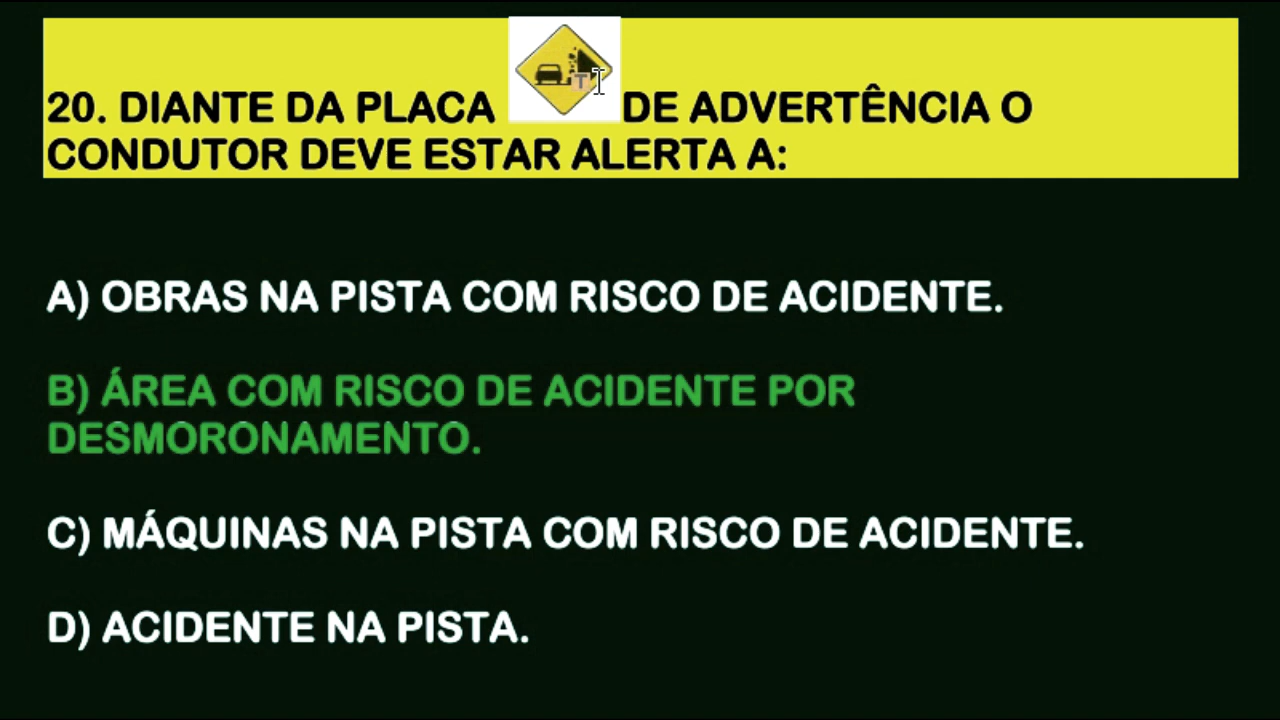 20. DIANTE DA PLACA DE ADVERTÊNCIA O
CONDUTOR DEVE ESTAR ALERTA A:
A) OBRAS NA PISTA COM RISCO DE ACIDENTE.
B) ÁREA COM RISCO DE ACIDENTE POR
DESMORONAMENTO.
C) MÁQUINAS NA PISTA COM RISCO DE ACIDENTE.
D) ACIDENTE NA PISTA.